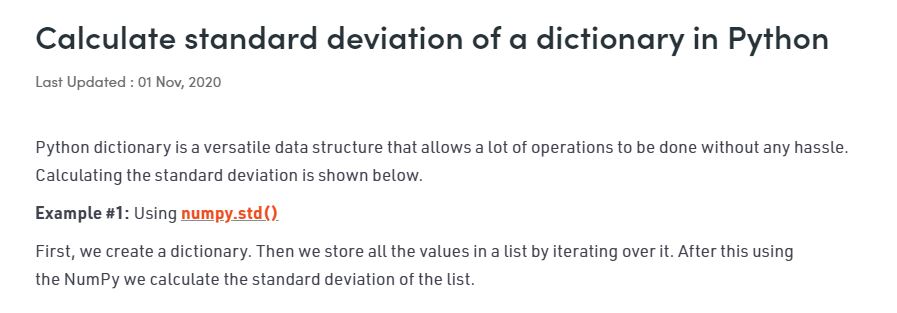 Calculate standard deviation of a dictionary in Python
Last Updated : 01 Nov, 2020
Python dictionary is a versatile data structure that allows a lot of operations to be done without any hassle.
Calculating the standard deviation is shown below.
Example #1: Using numpy.std()
First, we create a dictionary. Then we store all the values in a list by iterating over it. After this using
the NumPy we calculate the standard deviation of the list.